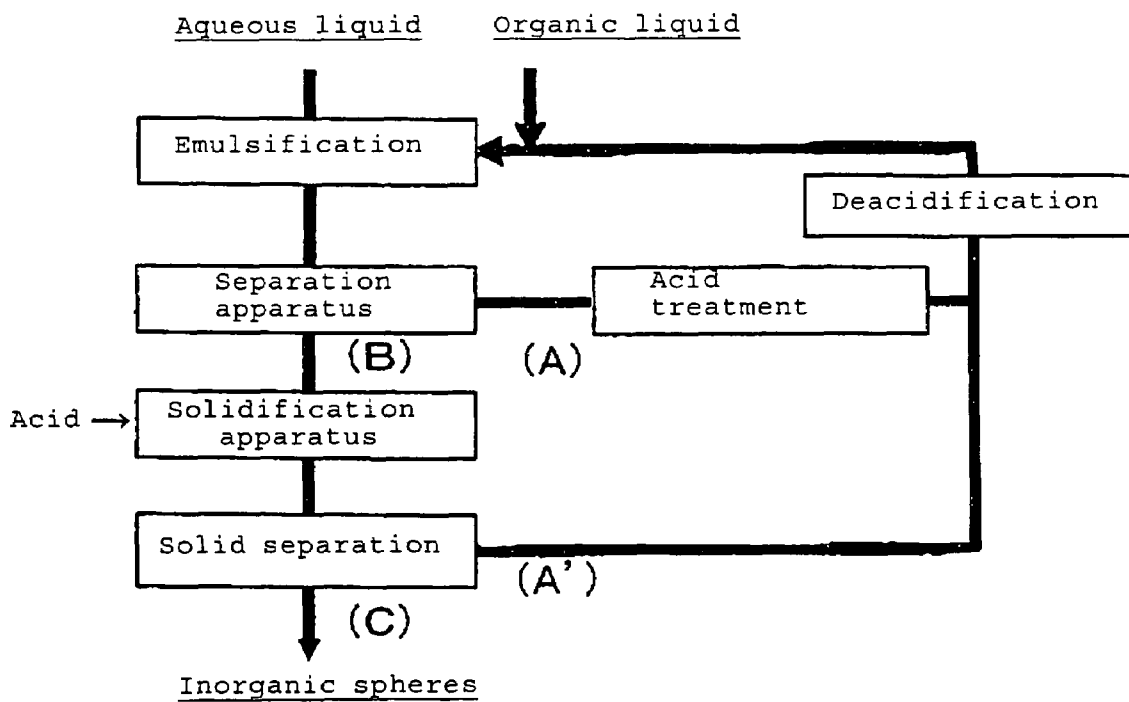 Aqueous liquid
Organic liquid
Emulsification
Deacidification
Separation
apparatus
Acid
treatment
(B)
(A)
Acid →
Solidification
apparatus
Solid separation
(A')
(C)
Inorganic spheres